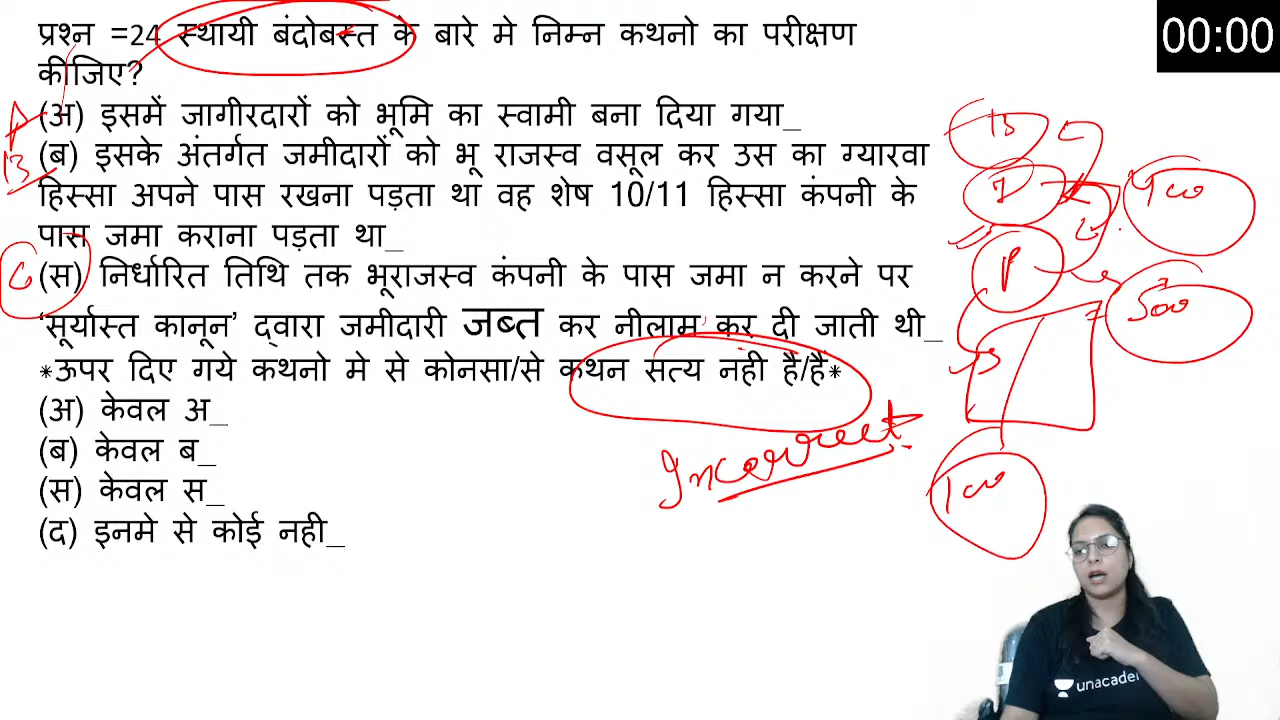 प्रश्न =24 स्थायी बंदोबस्त के बारे मे निम्न कथनो का परीक्षण
कीजिए?
(अ) इसमें जागीरदारों को भूमि का स्वामी बना दिया गया_
(ब) इसके अंतर्गत जमीदारों को भू राजस्व वसूल कर उस का ग्यारवा
हिस्सा अपने पास रखना पड़ता था वह शेष 10/11 हिस्सा कंपनी के
पास जमा कराना पड़ता था_
(स) निर्धारित तिथि तक भूराजस्व कंपनी के पास जमा न करने पर
'सूर्यास्त कानून' द्वारा जमीदारी जब्त कर नीलाम कर दी जाती थी_
*ऊपर दिए गये कथनो मे से कोनसा/से कथन सत्य नही है/हैं*
(अ) केवल अ_
(ब) केवल ब_
(स) केवल स_
(द) इनमे से कोई नही_
00:00
A
B
C
Incorrect
400
500
100
unacade